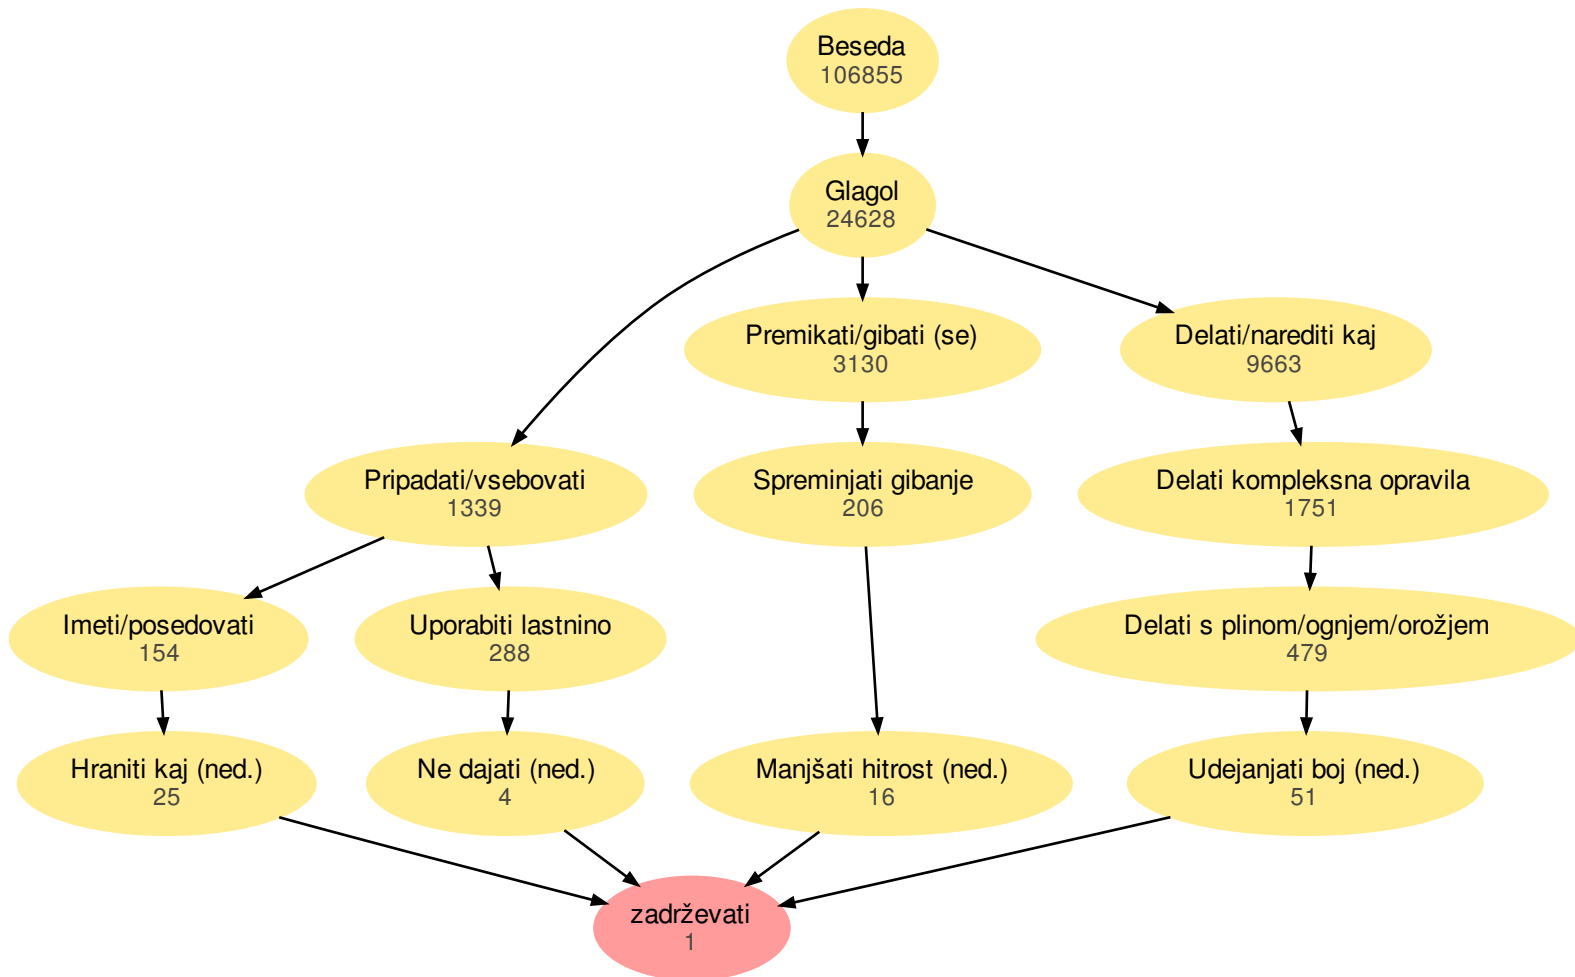 Beseda
106855
Glagol
24628
Premikati/gibati (se)
3130
Delati/narediti kaj
9663
Pripadati/vsebovati
1339
Spreminjati gibanje
206
Delati kompleksna opravila
1751
Imeti/posedovati
154
Uporabiti lastnino
288
Delati s plinom/ognjem/orožjem
479
Hraniti kaj (ned.)
25
Ne dajati (ned.)
4
Manjšati hitrost (ned.)
16
Udejanjati boj (ned.)
51
zadrževati
1